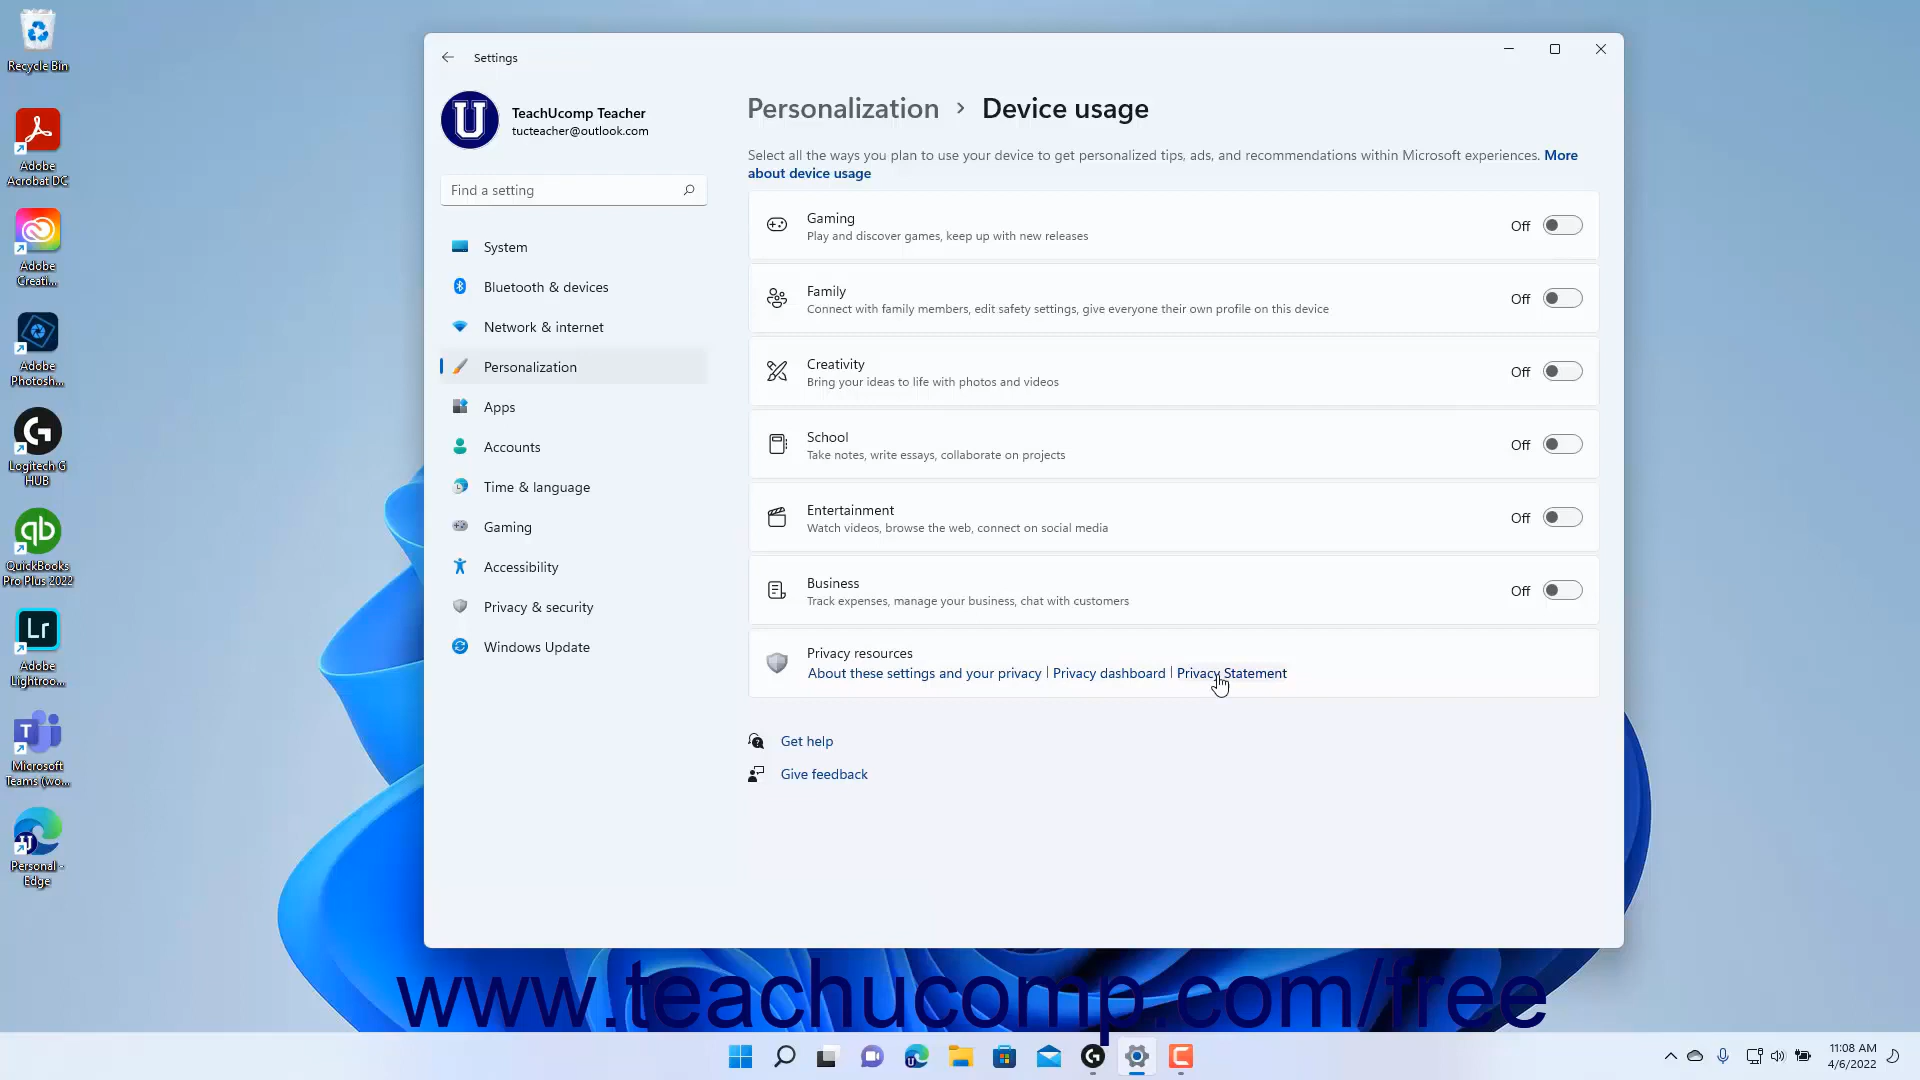 Recycle Bin
Adobe
Acrobat DC
Adobe
Creati...
Adobe
Photosh...
Logitech G
HUB
QuickBooks
Pro Plus 2022
Lr
Adobe
Lightroo...
Microsoft
Teams (wo...
Personal -
Edge
Settings
TeachUcomp Teacher
tucteacher@outlook.com
Find a setting
System
Bluetooth & devices
Network & internet
Personalization
Apps
Accounts
Time & language
Gaming
Accessibility
Privacy & security
Windows Update
Personalization > Device usage
Select all the ways you plan to use your device to get personalized tips, ads, and recommendations within Microsoft experiences. More
about device usage
Gaming
Play and discover games, keep up with new releases
Off
Family
Connect with family members, edit safety settings, give everyone their own profile on this device
Off
Creativity
Bring your ideas to life with photos and videos
Off
School
Take notes, write essays, collaborate on projects
Off
Entertainment
Watch videos, browse the web, connect on social media
Off
Business
Track expenses, manage your business, chat with customers
Off
Privacy resources
About these settings and your privacy | Privacy dashboard | Privacy Statement
Get help
Give feedback
www.teachucomp.com/free
11:08 AM
4/6/2022